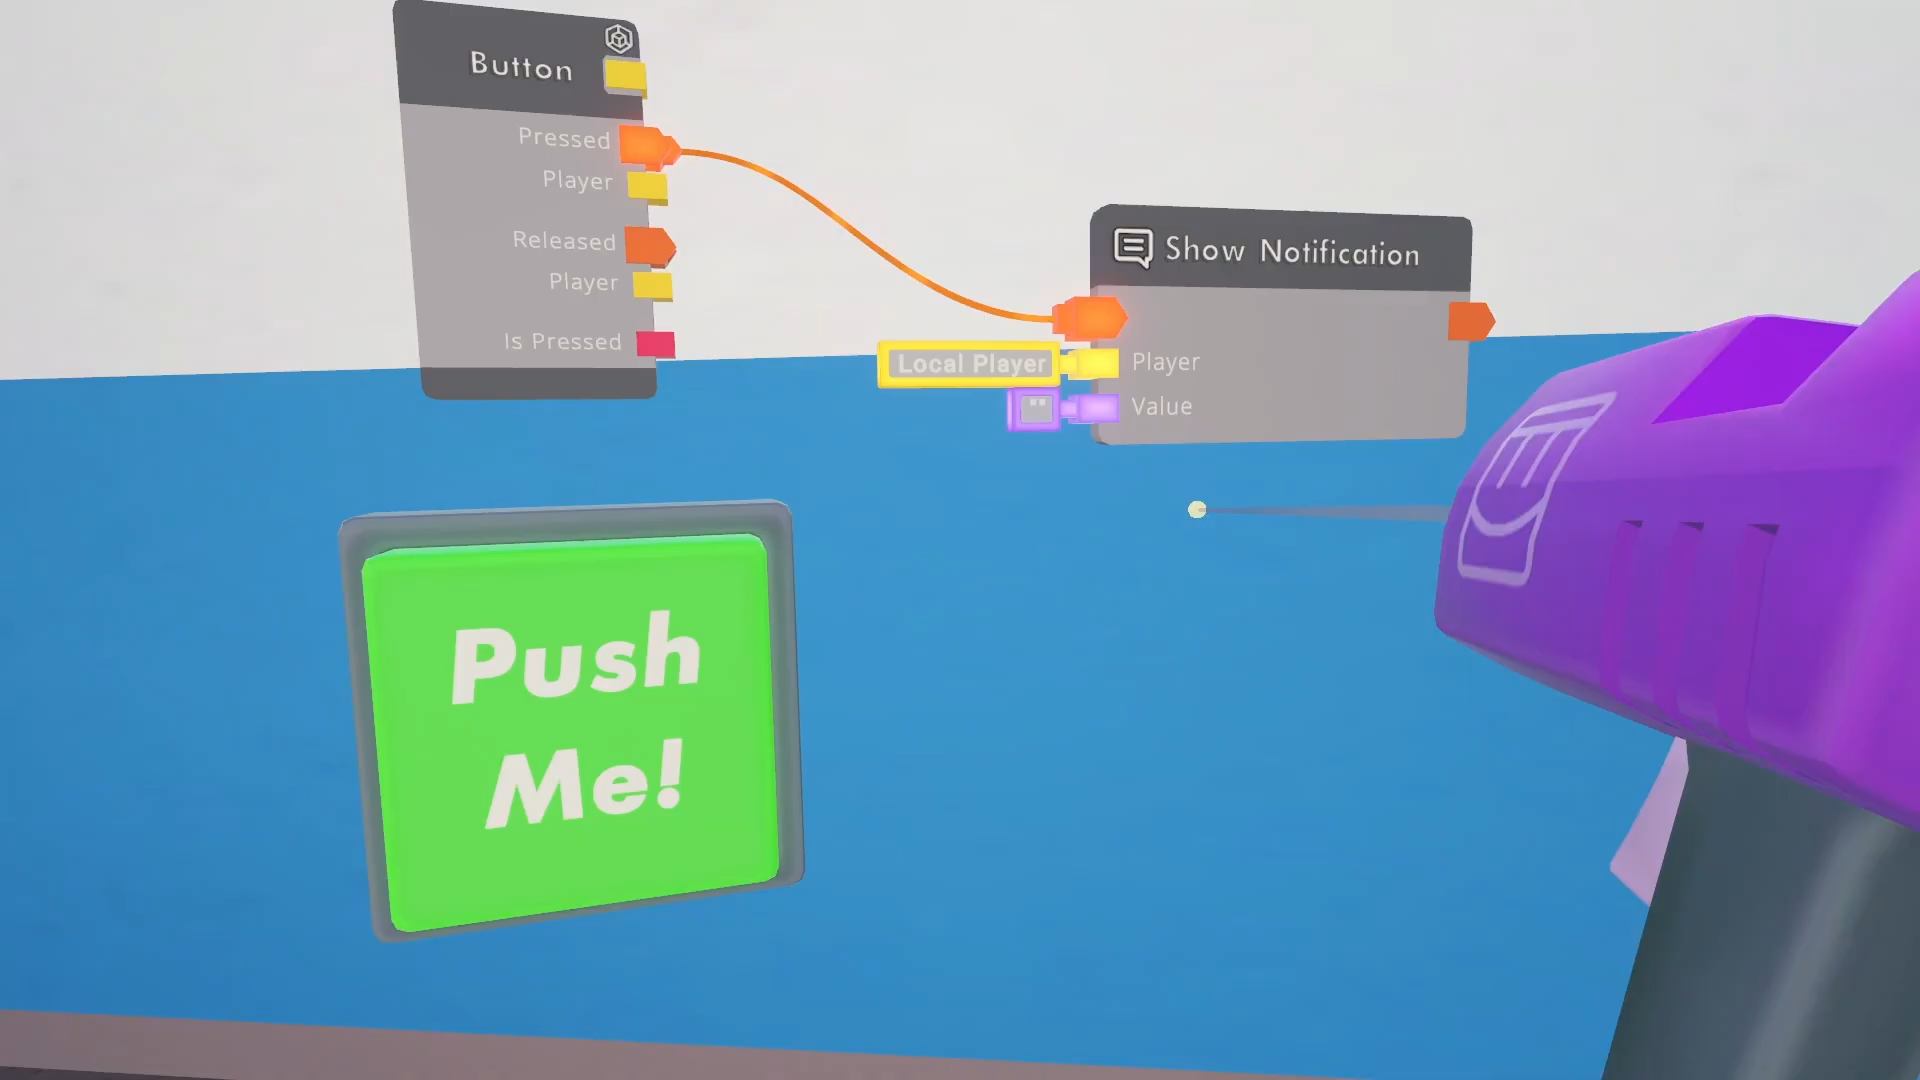 Button
Pressed
Player
Released
Player
Is Pressed
Show Notification
Local Player
Player
""
Value
Push
Me!